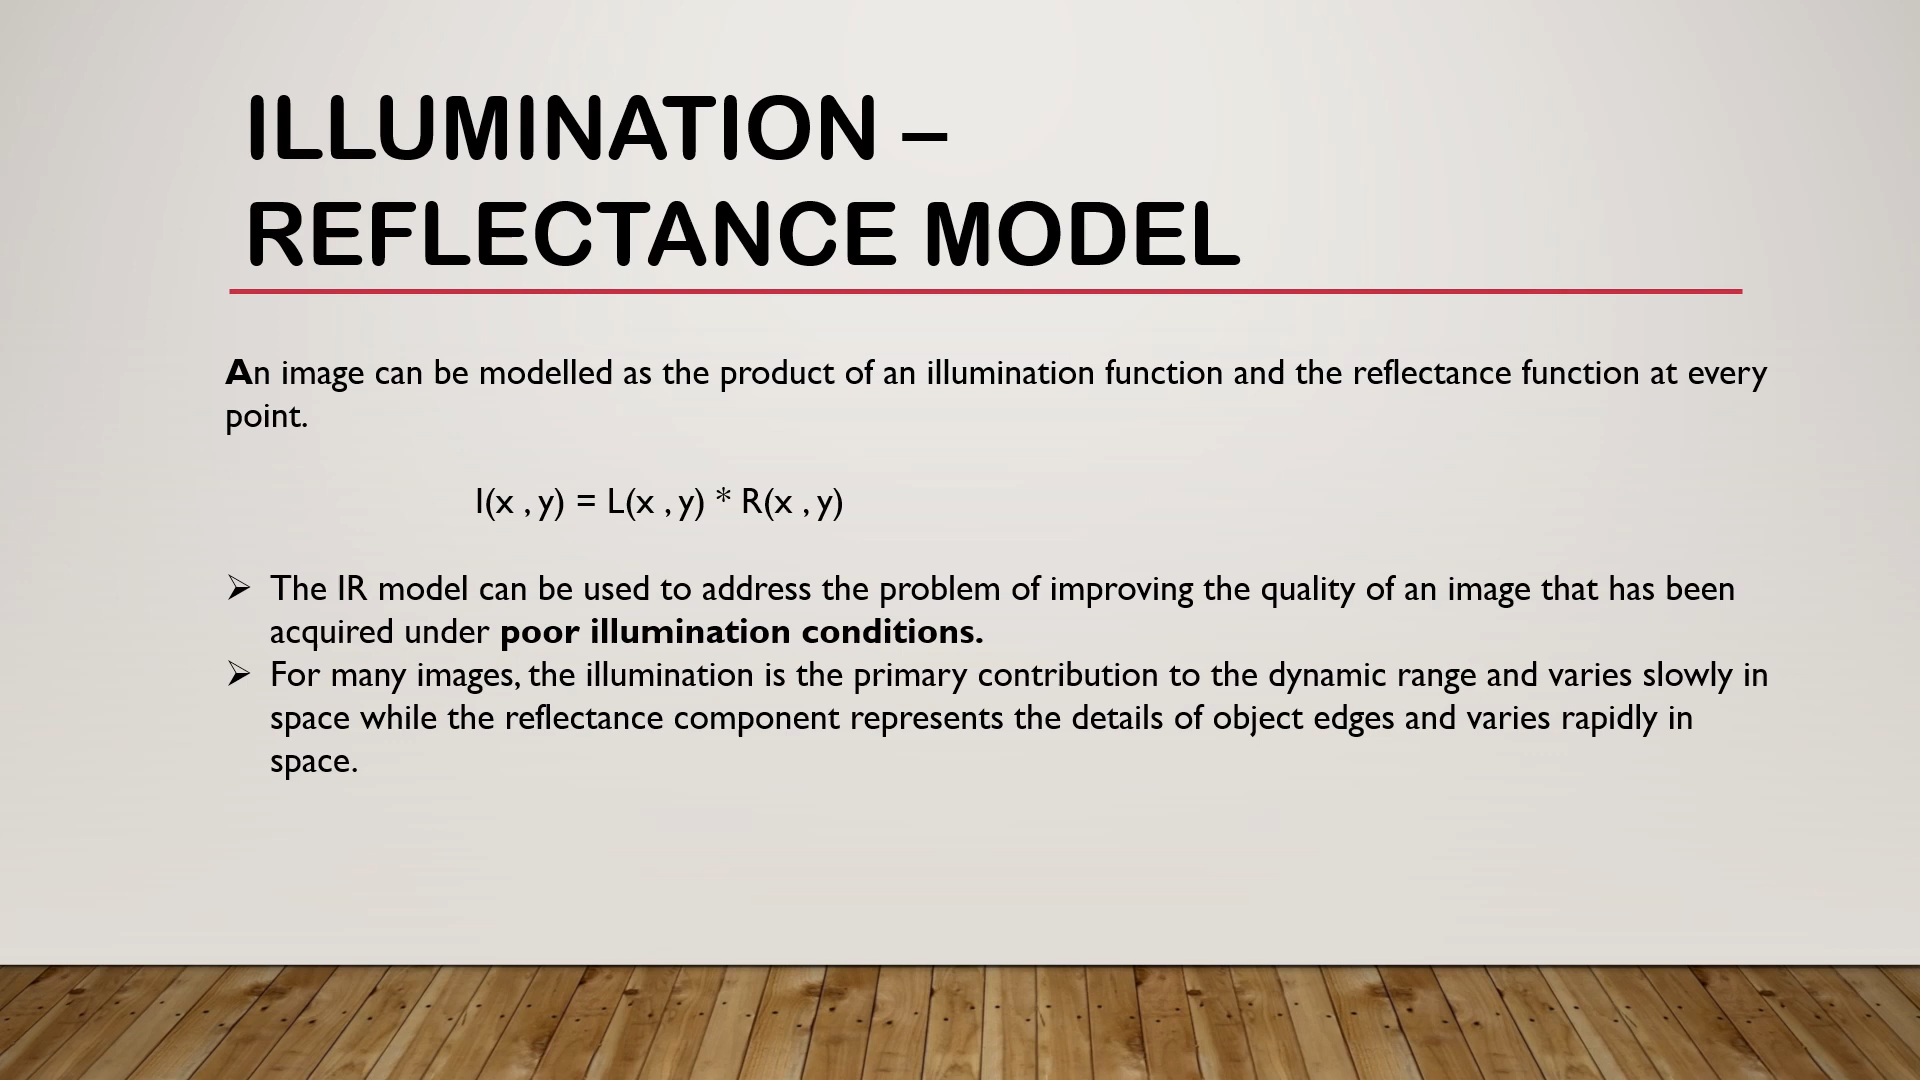 ILLUMINATION –
REFLECTANCE MODEL
An image can be modelled as the product of an illumination function and the reflectance function at every
point.
I(x , y) = L(x , y) * R(x , y)
➢ The IR model can be used to address the problem of improving the quality of an image that has been
acquired under poor illumination conditions.
➢ For many images, the illumination is the primary contribution to the dynamic range and varies slowly in
space while the reflectance component represents the details of object edges and varies rapidly in
space.